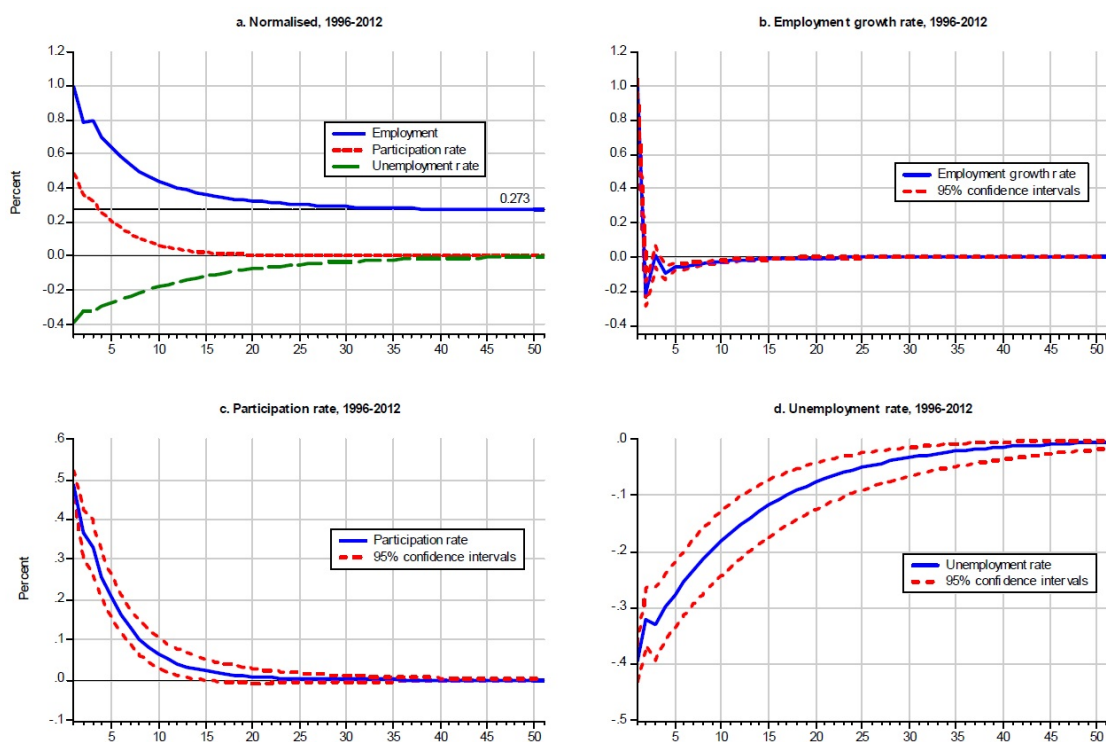 a. Normalised, 1996-2012
Percent
1.2
1.0
0.8
0.6
0.4
0.2
0.0
-0.2
-0.4
Employment
Participation rate
Unemployment rate
0.273
5 10 15 20 25 30 35 40 45 50
b. Employment growth rate, 1996-2012
1.2
1.0
0.8
0.6
0.4
0.2
0.0
-0.2
-0.4
Employment growth rate
95% confidence intervals
5 10 15 20 25 30 35 40 45 50
c. Participation rate, 1996-2012
Percent
.6
.5
.4
.3
.2
.1
.0
-.1
Participation rate
95% confidence intervals
5 10 15 20 25 30 35 40 45 50
d. Unemployment rate, 1996-2012
.0
-.1
-.2
-.3
-.4
-.5
Unemployment rate
95% confidence intervals
5 10 15 20 25 30 35 40 45 50